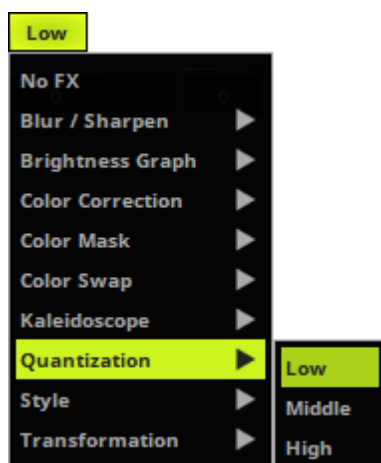 Low
No FX
Blur / Sharpen
Brightness Graph
Color Correction
Color Mask
Color Swap
Kaleidoscope
Quantization
Low
Style
Middle
Transformation
High